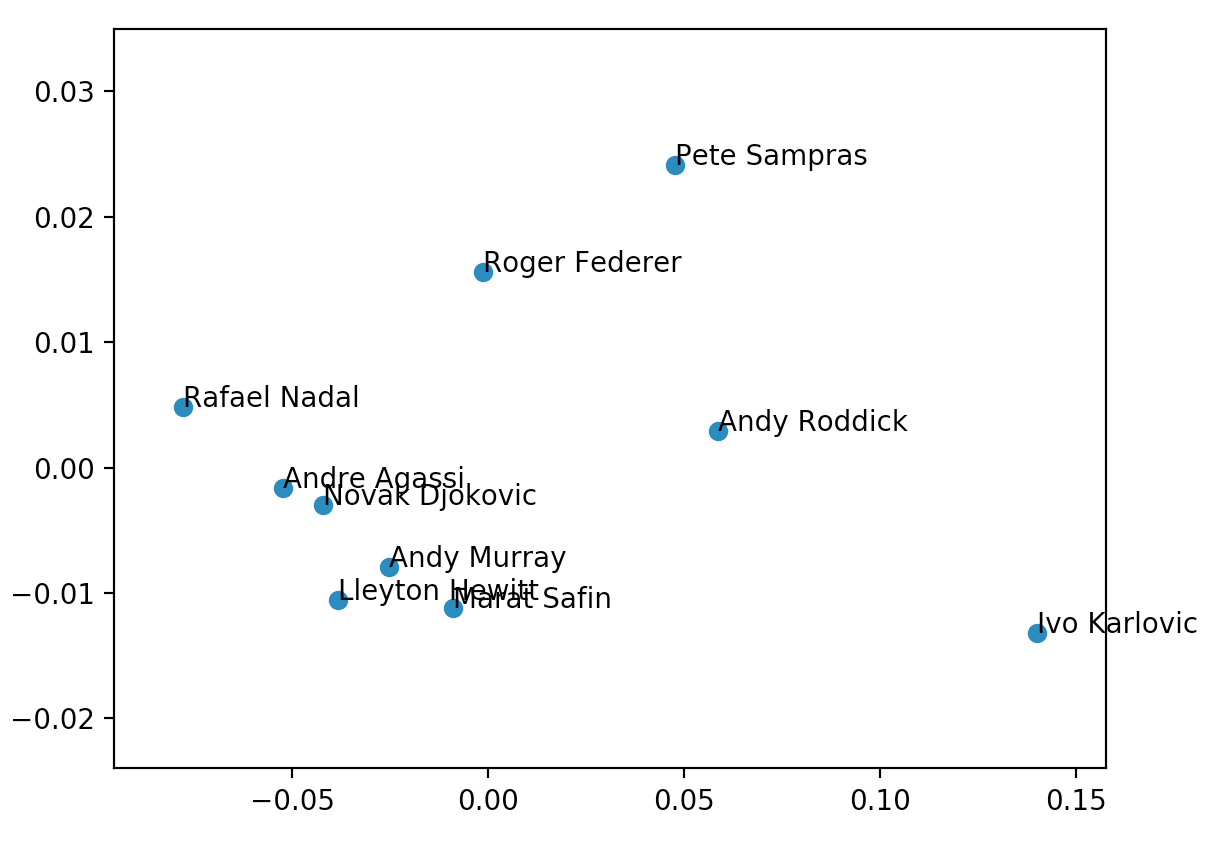 0.03
Pete Sampras
0.02
Roger Federer
0.01
Rafael Nadal
Andy Roddick
0.00
Andre Agassi
Novak Djokovic
Andy Murray
−0.01
Lleyton Hewitt
Marat Safin
Ivo Karlovic
−0.02
−0.05 0.00 0.05 0.10 0.15